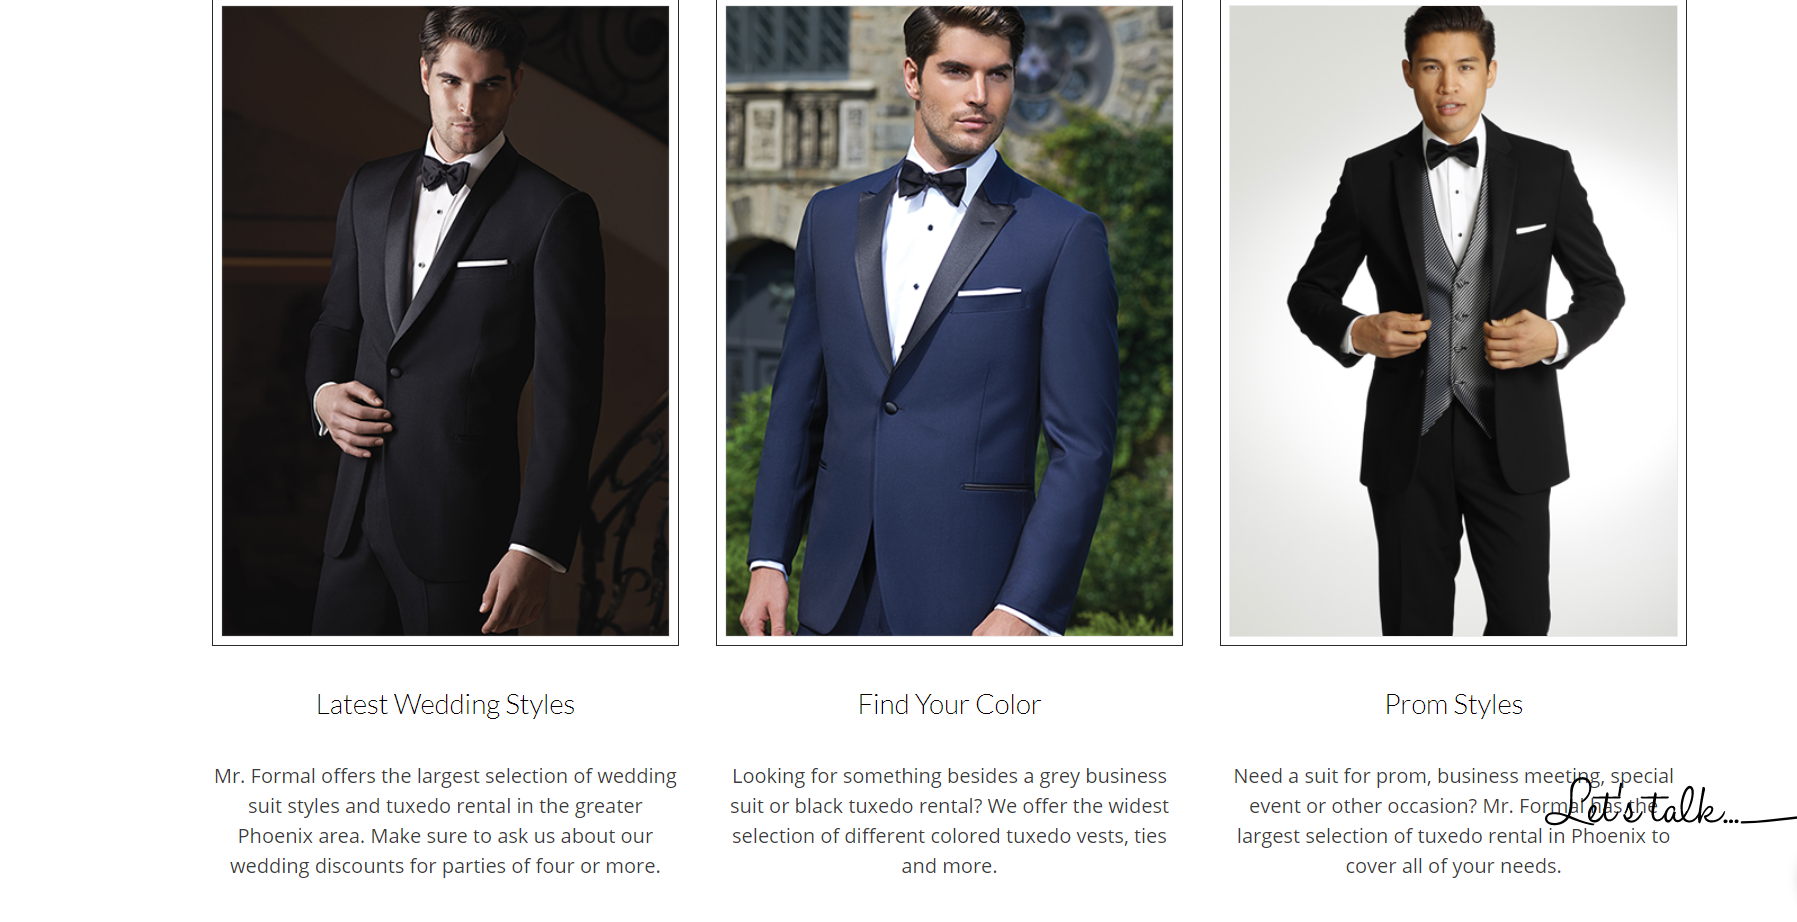 Latest Wedding Styles
Mr. Formal offers the largest selection of wedding
suit styles and tuxedo rental in the greater
Phoenix area. Make sure to ask us about our
wedding discounts for parties of four or more.
Find Your Color
Looking for something besides a grey business
suit or black tuxedo rental? We offer the widest
selection of different colored tuxedo vests, ties
and more.
Prom Styles
Need a suit for prom, business meeting, special
event or other occasion? Mr. Formal has the
largest selection of tuxedo rental in Phoenix to
cover all of your needs.
Let's talk...